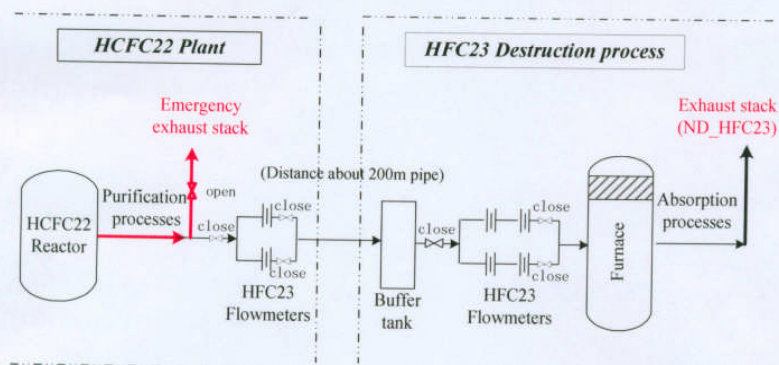 HCFC22 Plant
HFC23 Destruction process
Emergency
exhaust stack
Exhaust stack
(ND_HFC23)
open
(Distance about 200m pipe)
Purification
processes
close
close
close
HCFC22
Reactor
close
close
close
Absorption
processes
Furnace
HFC23
Flowmeters
Buffer
tank
HFC23
Flowmeters